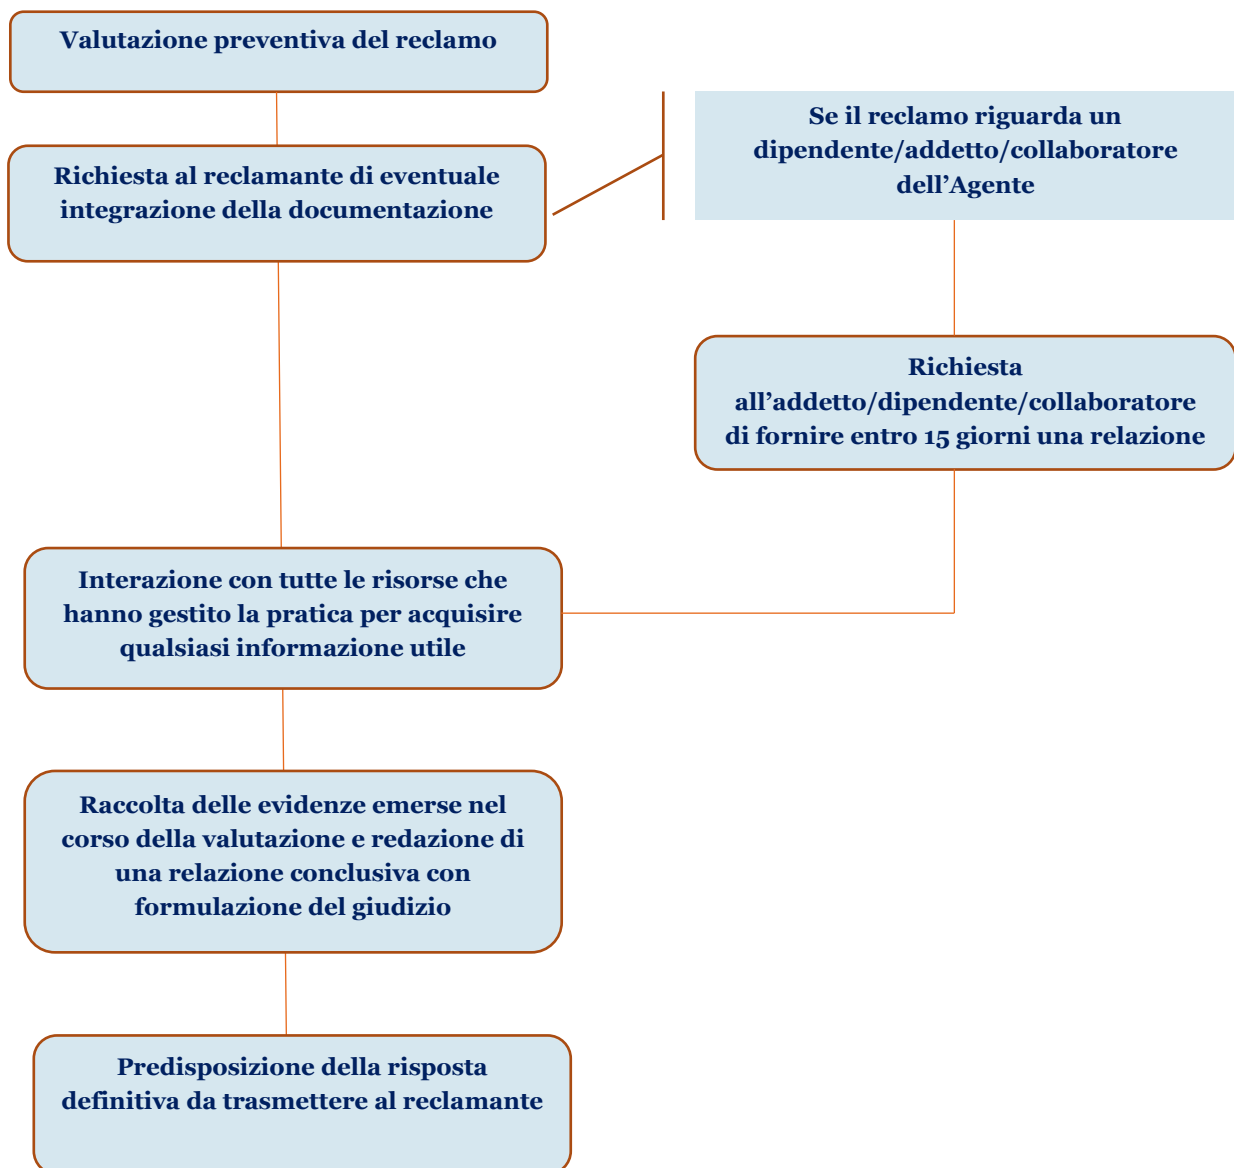 Valutazione preventiva del reclamo
Richiesta al reclamante di eventuale
integrazione della documentazione
Se il reclamo riguarda un
dipendente/addetto/collaboratore
dell’Agente
Richiesta
all’addetto/dipendente/collaboratore
di fornire entro 15 giorni una relazione
Interazione con tutte le risorse che
hanno gestito la pratica per acquisire
qualsiasi informazione utile
Raccolta delle evidenze emerse nel
corso della valutazione e redazione di
una relazione conclusiva con
formulazione del giudizio
Predisposizione della risposta
definitiva da trasmettere al reclamante